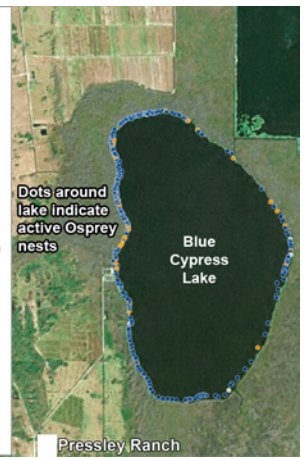 Dots around
lake indicate
active Osprey
nests
Blue
Cypress
Lake
Pressley Ranch